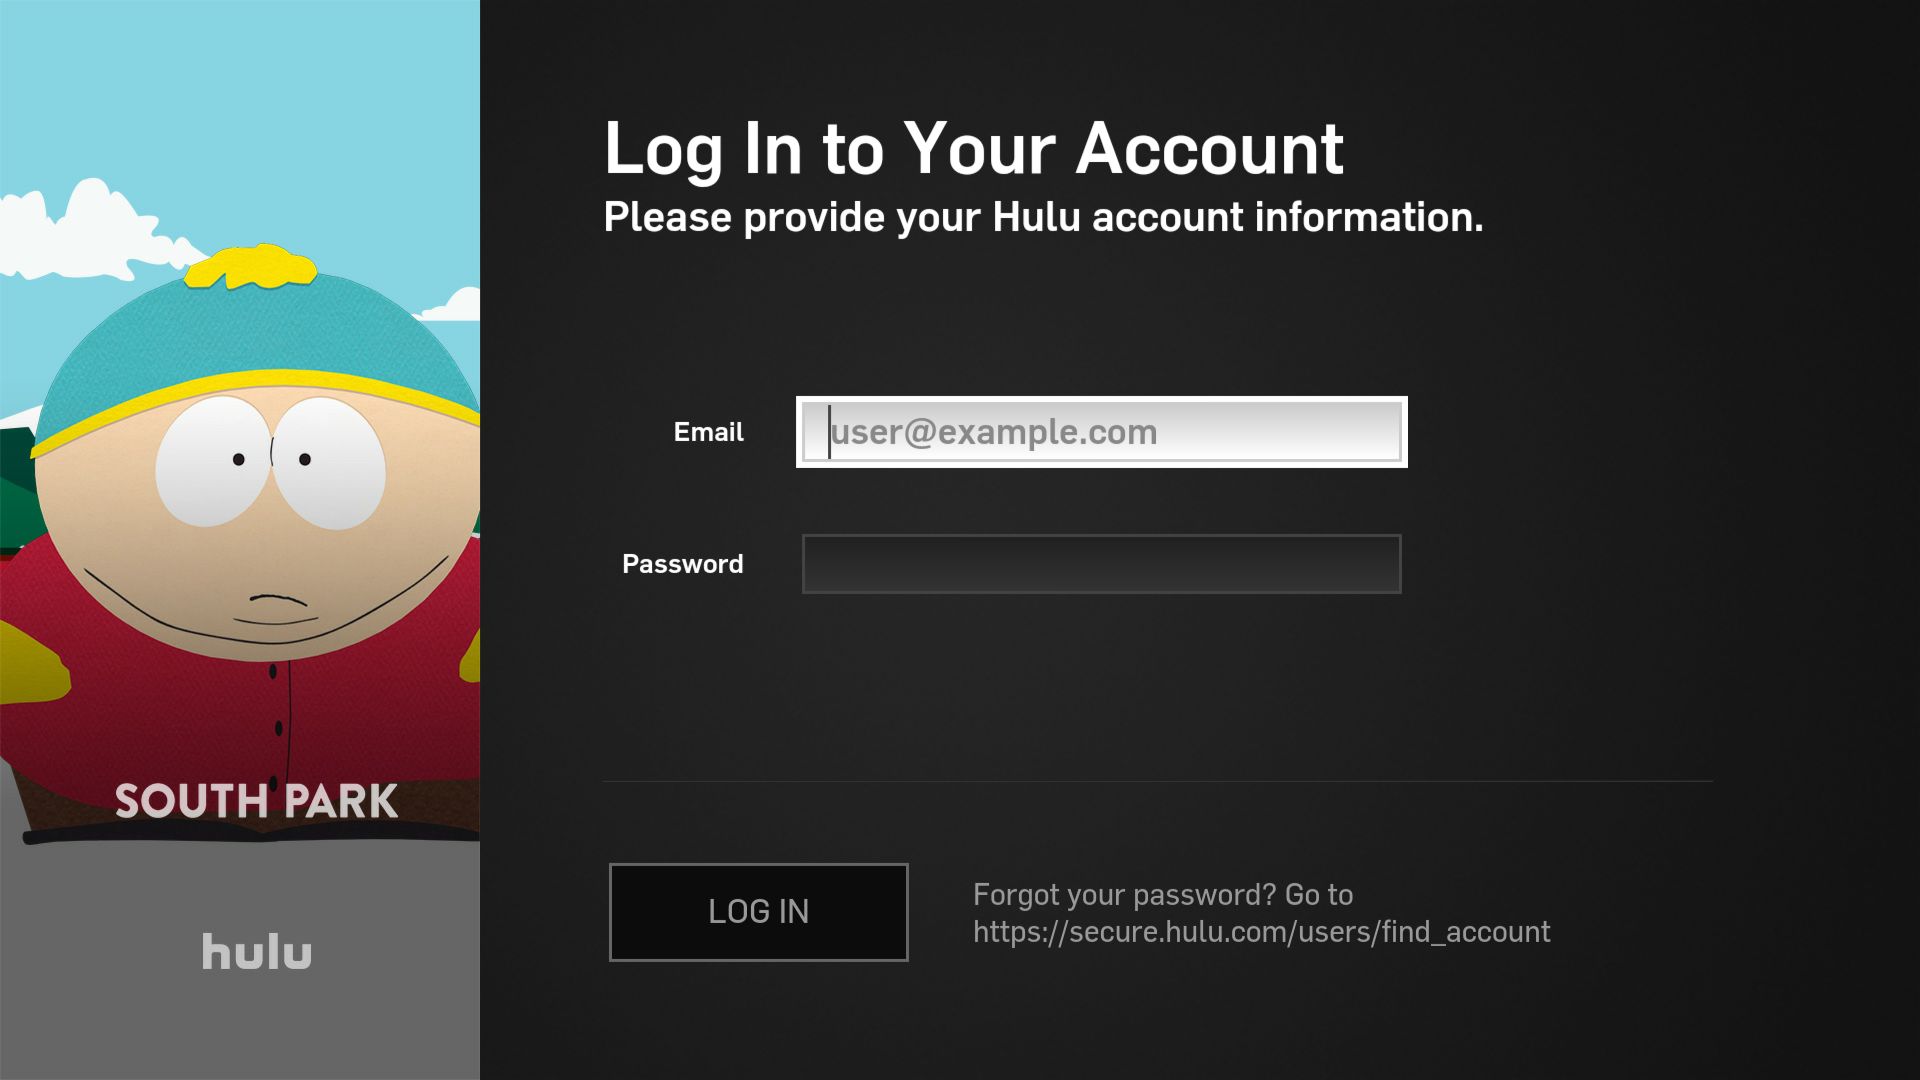 Log In to Your Account
Please provide your Hulu account information.
Email
user@example.com
Password
SOUTH PARK
hulu
LOG IN
Forgot your password? Go to
https://secure.hulu.com/users/find_account